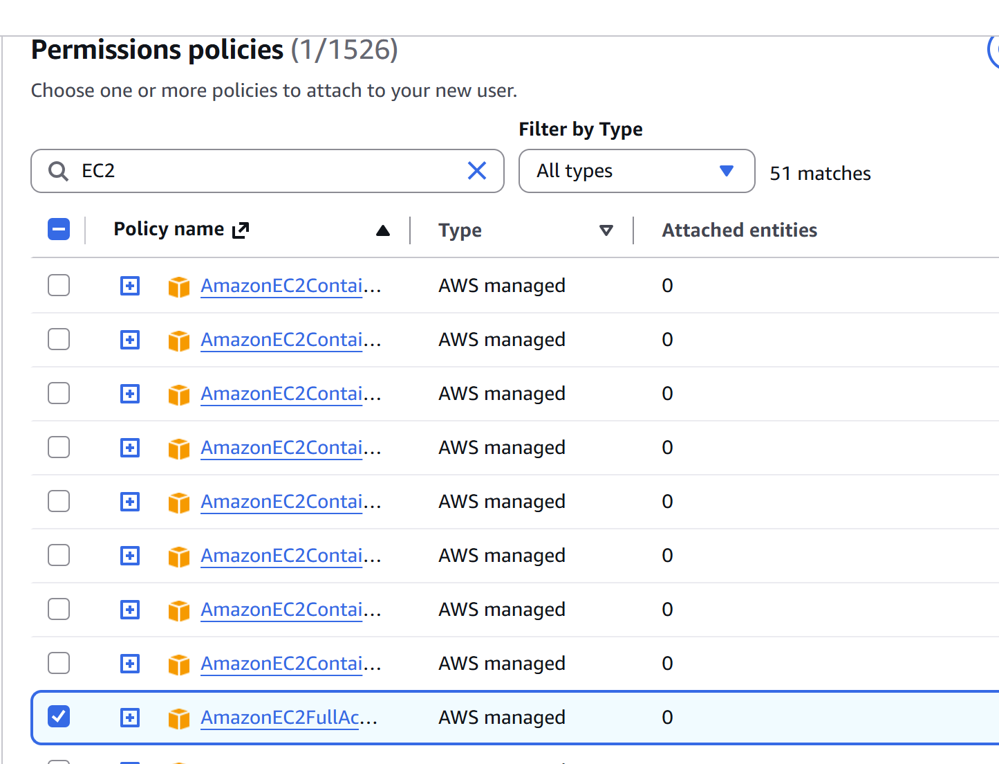 Permissions policies (1/1526)
Choose one or more policies to attach to your new user.
Filter by Type
EC2
All types
51 matches
Policy name Type Attached entities
AmazonEC2Contai... AWS managed 0
AmazonEC2Contai... AWS managed 0
AmazonEC2Contai... AWS managed 0
AmazonEC2Contai... AWS managed 0
AmazonEC2Contai... AWS managed 0
AmazonEC2Contai... AWS managed 0
AmazonEC2Contai... AWS managed 0
AmazonEC2Contai... AWS managed 0
AmazonEC2FullAc... AWS managed 0